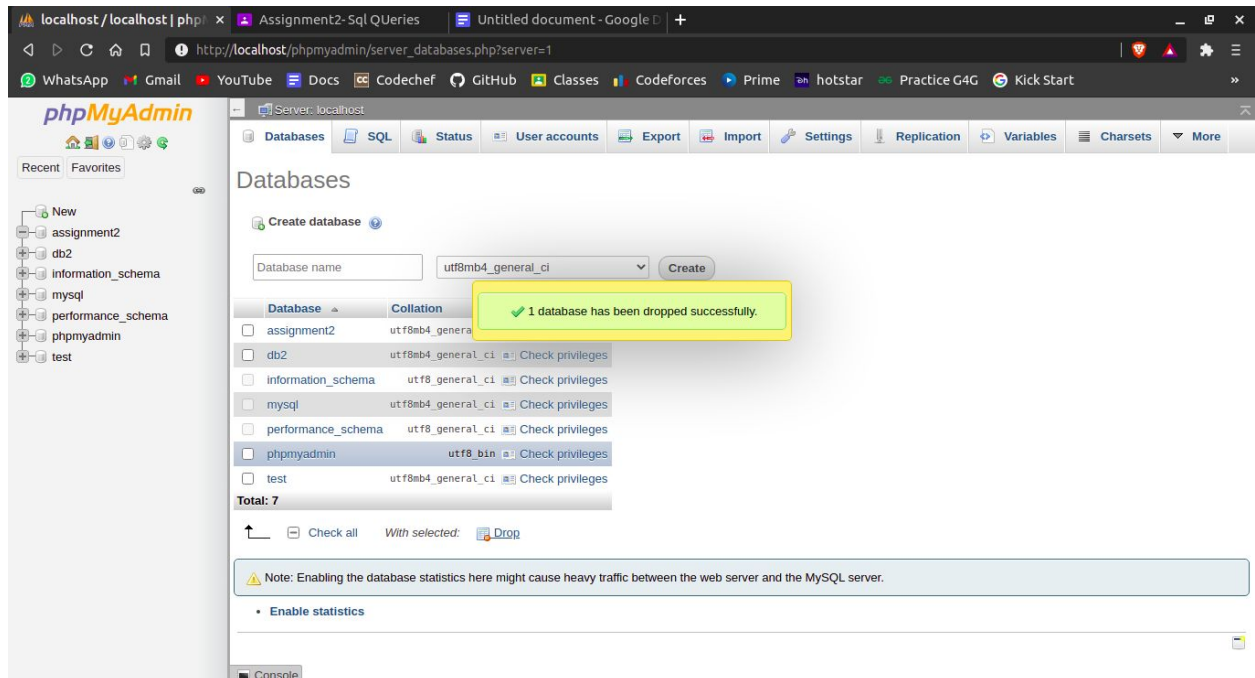 localhost / localhost | php
Assignment2- Sql QUeries
Untitled document - Google D
http://localhost/phpmyadmin/server_databases.php?server=1
WhatsApp Gmail YouTube Docs Codechef GitHub Classes Codeforces Prime hotstar Practice G4G Kick Start »
phpMyAdmin
Recent Favorites
New
assignment2
db2
information_schema
mysql
performance_schema
phpmyadmin
test
Server: localhost
Databases SQL Status User accounts Export Import Settings Replication Variables Charsets More
Databases
Create database
Database name utf8mb4_general_ci Create
1 database has been dropped successfully.
Database Collation
assignment2 utf8mb4_genera
db2 utf8mb4_general_ci Check privileges
information_schema utf8_general_ci Check privileges
mysql utf8mb4_general_ci Check privileges
performance_schema utf8_general_ci Check privileges
phpmyadmin utf8_bin Check privileges
test utf8mb4_general_ci Check privileges
Total: 7
Check all With selected: Drop
Note: Enabling the database statistics here might cause heavy traffic between the web server and the MySQL server.
• Enable statistics
Console